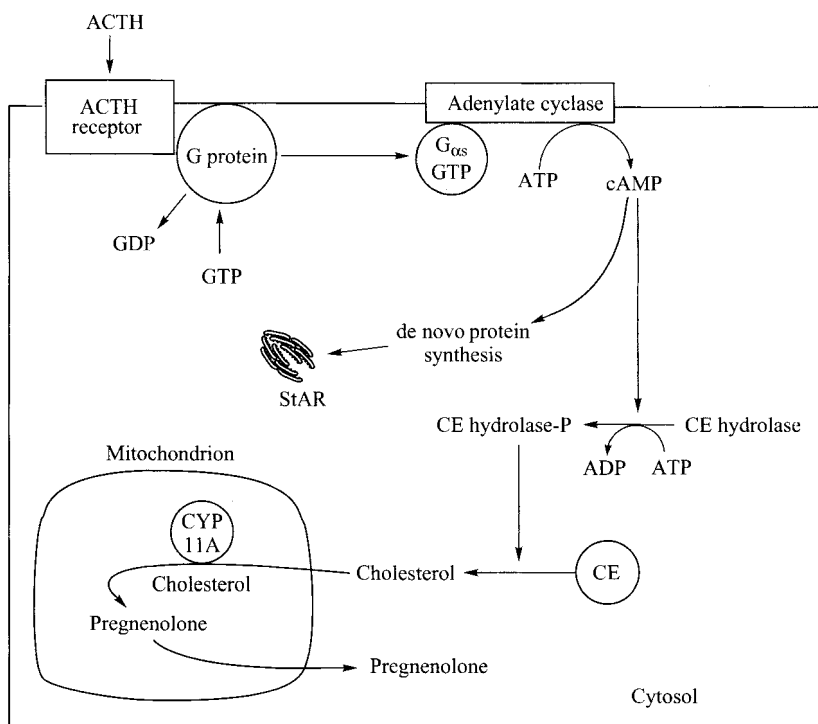 ACTH
ACTH
receptor
Adenylate cyclase
G protein
Gαs
GTP
ATP
cAMP
GDP
GTP
de novo protein
synthesis
StAR
CE hydrolase-P
CE hydrolase
ADP
ATP
Mitochondrion
CYP
11A
Cholesterol
Cholesterol
CE
Pregnenolone
Pregnenolone
Cytosol